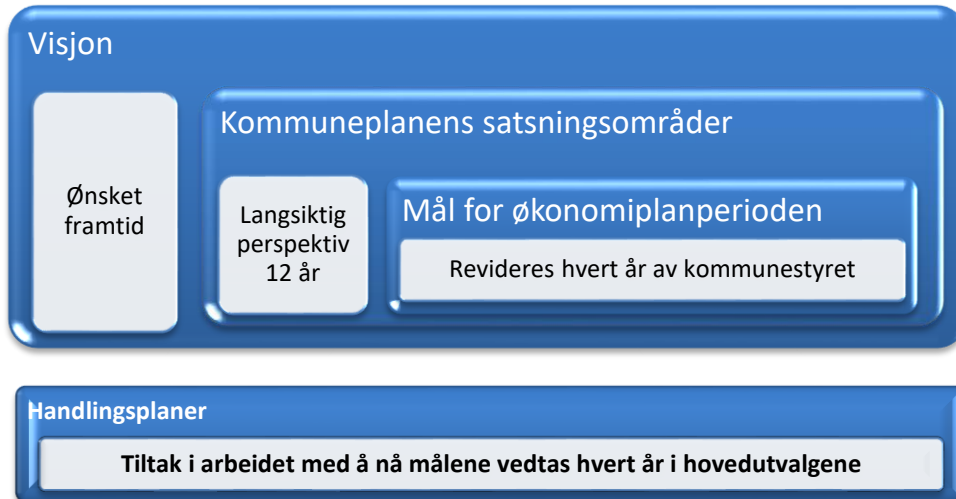 Visjon
Ønsket
framtid
Kommuneplanens satsningsområder
Langsiktig
perspektiv
12 år
Mål for økonomiplanperioden
Revideres hvert år av kommunestyret
Handlingsplaner
Tiltak i arbeidet med å nå målene vedtas hvert år i hovedutvalgene